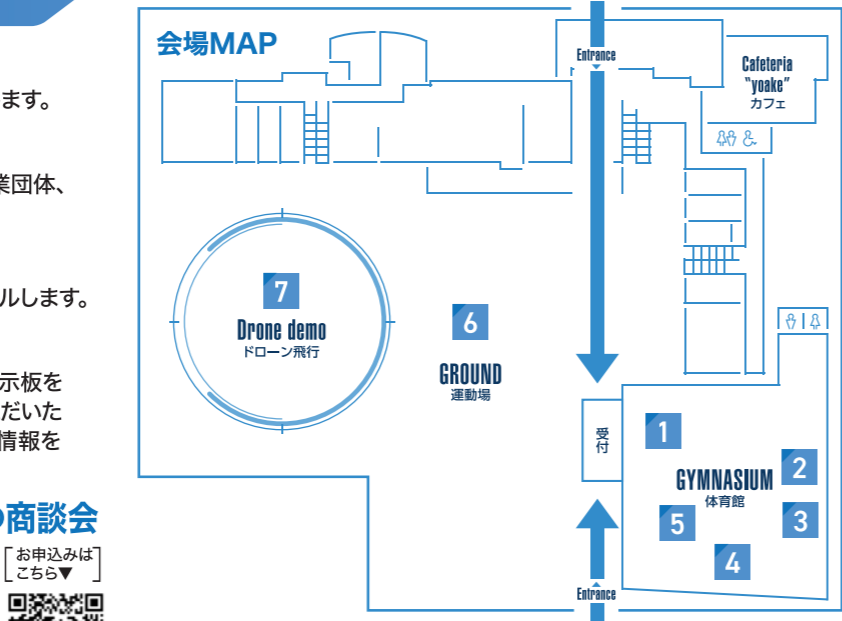 ます。
業団体、
ルします。
示板を
だいた
情報を
の商談会
お申込みは
こちら▼
会場MAP
Entrance
Cafeteria
"yoake"
カフェ
7
Drone demo
ドローン飛行
6
GROUND
運動場
受付
1
GYMNASIUM
体育館
2
3
5
4
Entrance